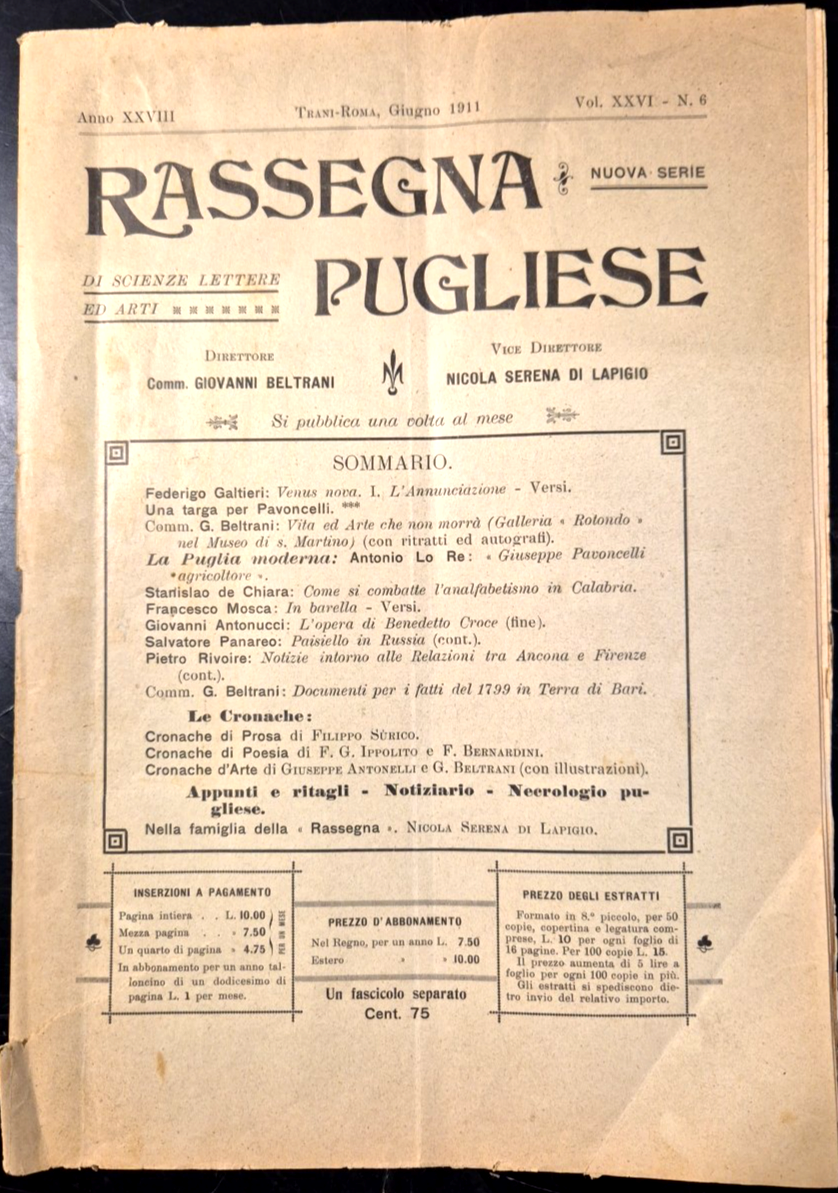 Anno XXVIII
Trani-Roma, Giugno 1911
Vol. XXVI - N. 6
RASSEGNA
NUOVA SERIE
DI SCIENZE LETTERE
ED ARTI
PUGLIESE
Direttore
Comm. GIOVANNI BELTRANI
Vice Direttore
NICOLA SERENA DI LAPIGIO
Si pubblica una volta al mese
SOMMARIO.
Federigo Galtieri: Venus nova. I. L'Annunciazione - Versi.
Una targa per Pavoncelli. ***
Comm. G. Beltrani: Vita ed Arte che non morrà (Galleria « Rotondo »
nel Museo di s. Martino) (con ritratti ed autografi).
La Puglia moderna: Antonio Lo Re: « Giuseppe Pavoncelli
agricoltore ».
Stanislao de Chiara: Come si combatte l'analfabetismo in Calabria.
Francesco Mosca: In barella - Versi.
Giovanni Antonucci: L'opera di Benedetto Croce (fine).
Salvatore Panareo: Paisiello in Russia (cont.).
Pietro Rivoire: Notizie intorno alle Relazioni tra Ancona e Firenze
(cont.).
Comm. G. Beltrani: Documenti per i fatti del 1799 in Terra di Bari.
Le Cronache:
Cronache di Prosa di Filippo Sùrico.
Cronache di Poesia di F. G. Ippolito e F. Bernardini.
Cronache d'Arte di Giuseppe Antonelli e G. Beltrani (con illustrazioni).
Appunti e ritagli - Notiziario - Necrologio pu-
gliese.
Nella famiglia della « Rassegna ». Nicola Serena di Lapigio.
INSERZIONI A PAGAMENTO
Pagina intiera . . L. 10.00
Mezza pagina . . » 7.50
Un quarto di pagina » 4.75
PER UN MESE
In abbonamento per un anno tal-
loncino di un dodicesimo di
pagina L. 1 per mese.
PREZZO D'ABBONAMENTO
Nel Regno, per un anno L. 7.50
Estero » » 10.00
Un fascicolo separato
Cent. 75
PREZZO DEGLI ESTRATTI
Formato in 8.º piccolo, per 50
copie, copertina e legatura com-
prese, L. 10 per ogni foglio di
16 pagine. Per 100 copie L. 15.
Il prezzo aumenta di 5 lire a
foglio per ogni 100 copie in più.
Gli estratti si spediscono die-
tro invio del relativo importo.